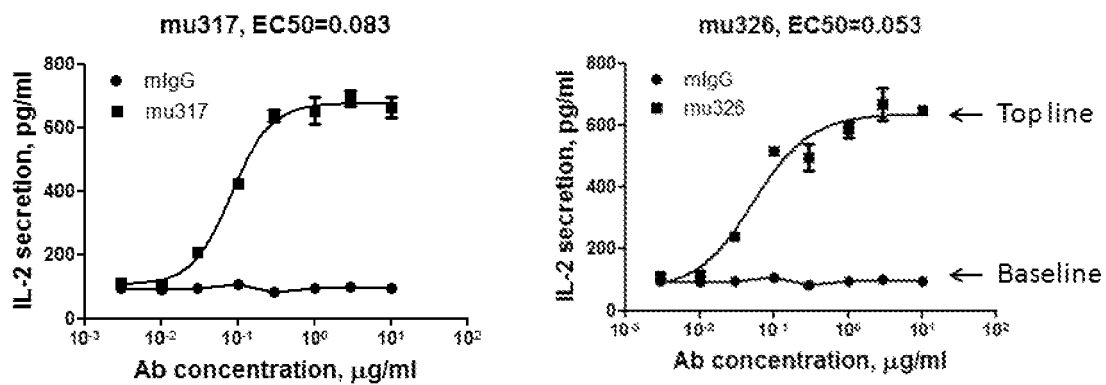 mu317, EC50=0.083
IL-2 secretion, pg/ml
800
600
400
200
0
mIgG
mu317
10⁻³
10⁻²
10⁻¹
10⁰
10¹
10²
Ab concentration, μg/ml
mu326, EC50=0.053
IL-2 secretion, pg/ml
800
600
400
200
0
mIgG
mu326
Top line
Baseline
10⁻³
10⁻²
10⁻¹
10⁰
10¹
10²
Ab concentration, μg/ml